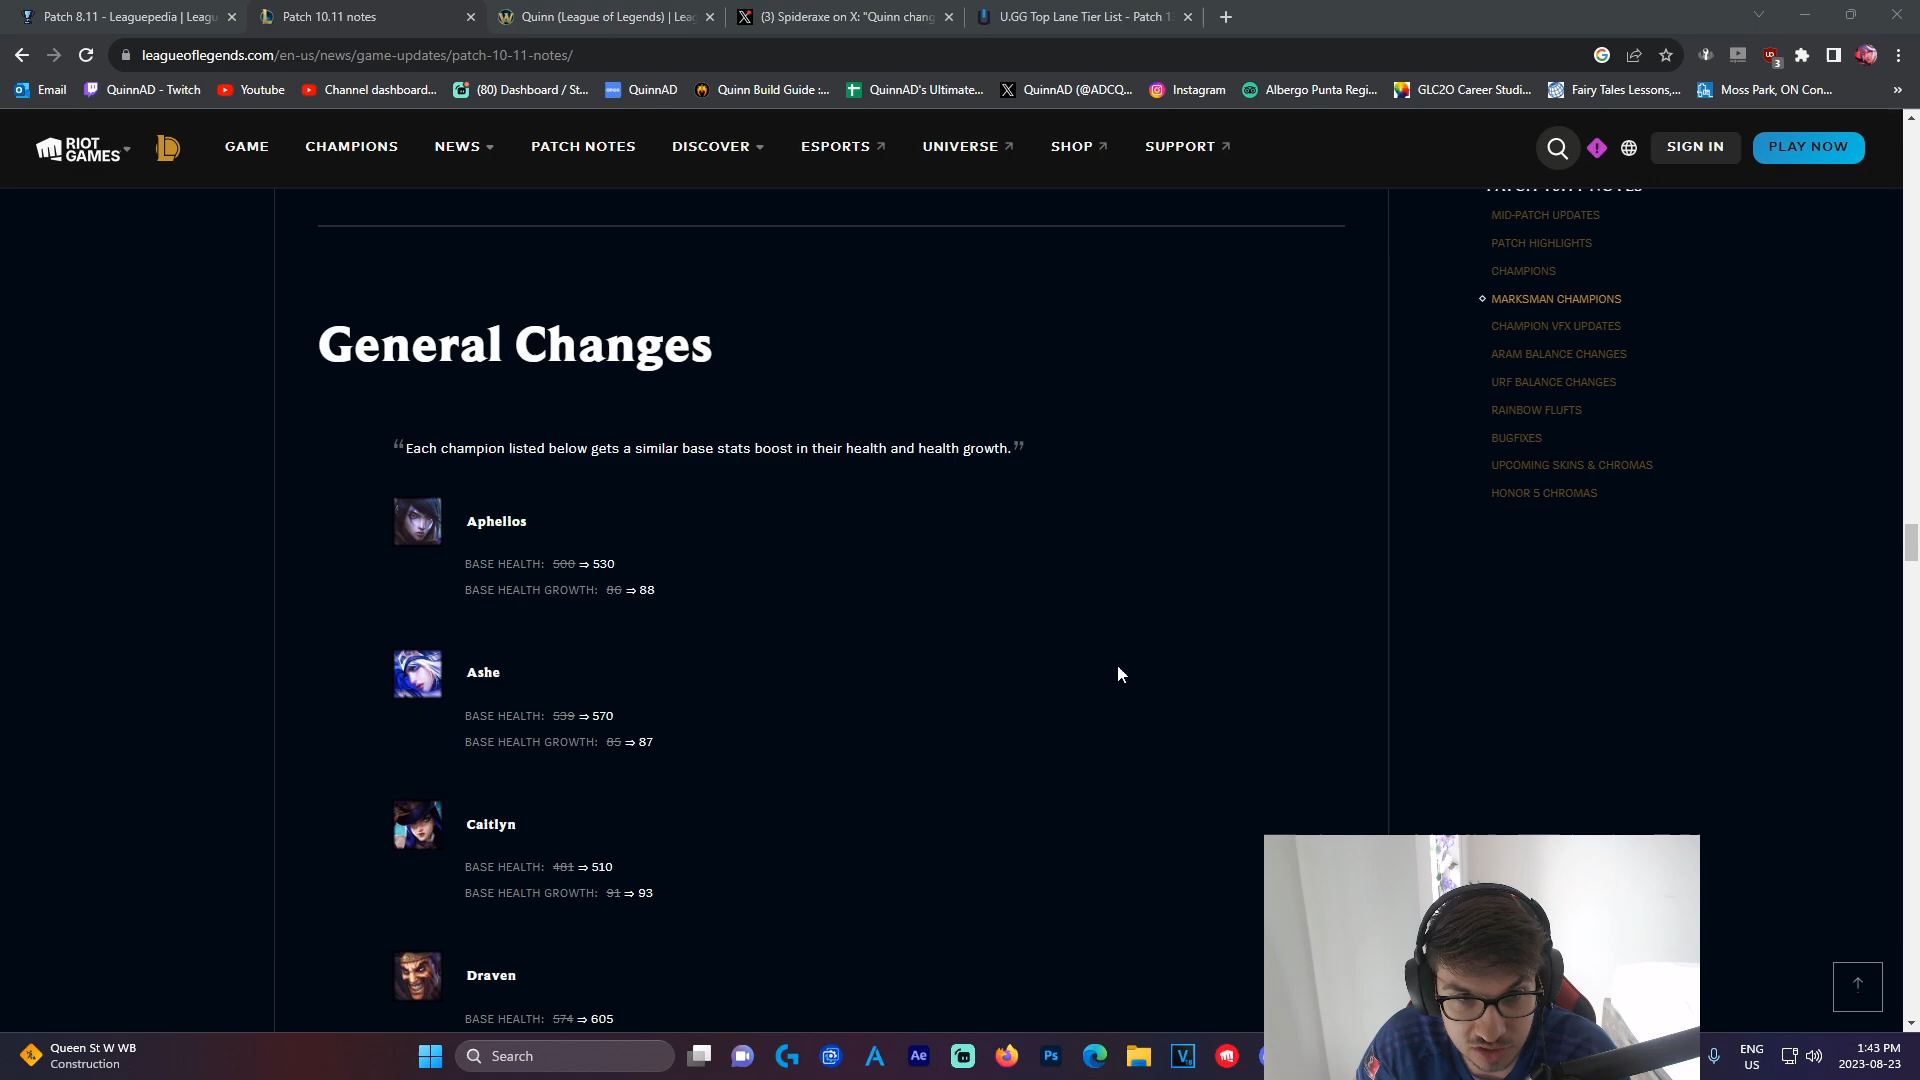 Patch 8.11 - Leaguepedia | Leagu
Patch 10.11 notes
Quinn (League of Legends) | Lea
(3) Spideraxe on X: "Quinn chang
U.GG Top Lane Tier List - Patch 1
leagueoflegends.com/en-us/news/game-updates/patch-10-11-notes/
3
Email
QuinnAD - Twitch
Youtube
Channel dashboard...
(80) Dashboard / St...
QuinnAD
Quinn Build Guide :...
QuinnAD's Ultimate...
QuinnAD (@ADCQ...
Instagram
Albergo Punta Regi...
GLC2O Career Studi...
Fairy Tales Lessons,...
Moss Park, ON Con...
RIOT GAMES
GAME
CHAMPIONS
NEWS
PATCH NOTES
DISCOVER
ESPORTS
UNIVERSE
SHOP
SUPPORT
SIGN IN
PLAY NOW
MID-PATCH UPDATES
PATCH HIGHLIGHTS
CHAMPIONS
MARKSMAN CHAMPIONS
CHAMPION VFX UPDATES
ARAM BALANCE CHANGES
URF BALANCE CHANGES
RAINBOW FLUFTS
BUGFIXES
UPCOMING SKINS & CHROMAS
HONOR 5 CHROMAS
General Changes
“Each champion listed below gets a similar base stats boost in their health and health growth.”
Aphelios
BASE HEALTH: 500 ⇒ 530
BASE HEALTH GROWTH: 86 ⇒ 88
Ashe
BASE HEALTH: 539 ⇒ 570
BASE HEALTH GROWTH: 85 ⇒ 87
Caitlyn
BASE HEALTH: 481 ⇒ 510
BASE HEALTH GROWTH: 91 ⇒ 93
Draven
BASE HEALTH: 574 ⇒ 605
Queen St W WB
Construction
Search
Ae
Ps
ENG
US
1:43 PM
2023-08-23